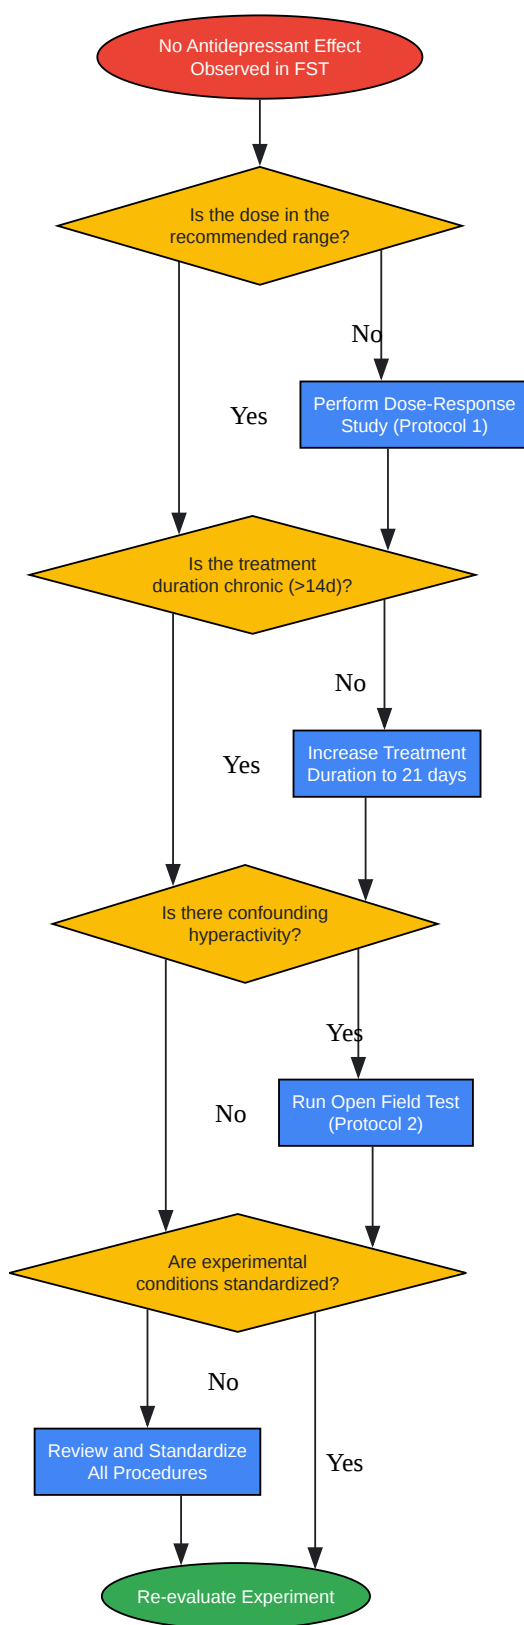 No Antidepressant Effect
Observed in FST
Is the dose in the
recommended range?
No
Yes
Perform Dose-Response
Study (Protocol 1)
Is the treatment
duration chronic (>14d)?
No
Yes
Increase Treatment
Duration to 21 days
Is there confounding
hyperactivity?
Yes
No
Run Open Field Test
(Protocol 2)
Are experimental
conditions standardized?
No
Review and Standardize
All Procedures
Yes
Re-evaluate Experiment